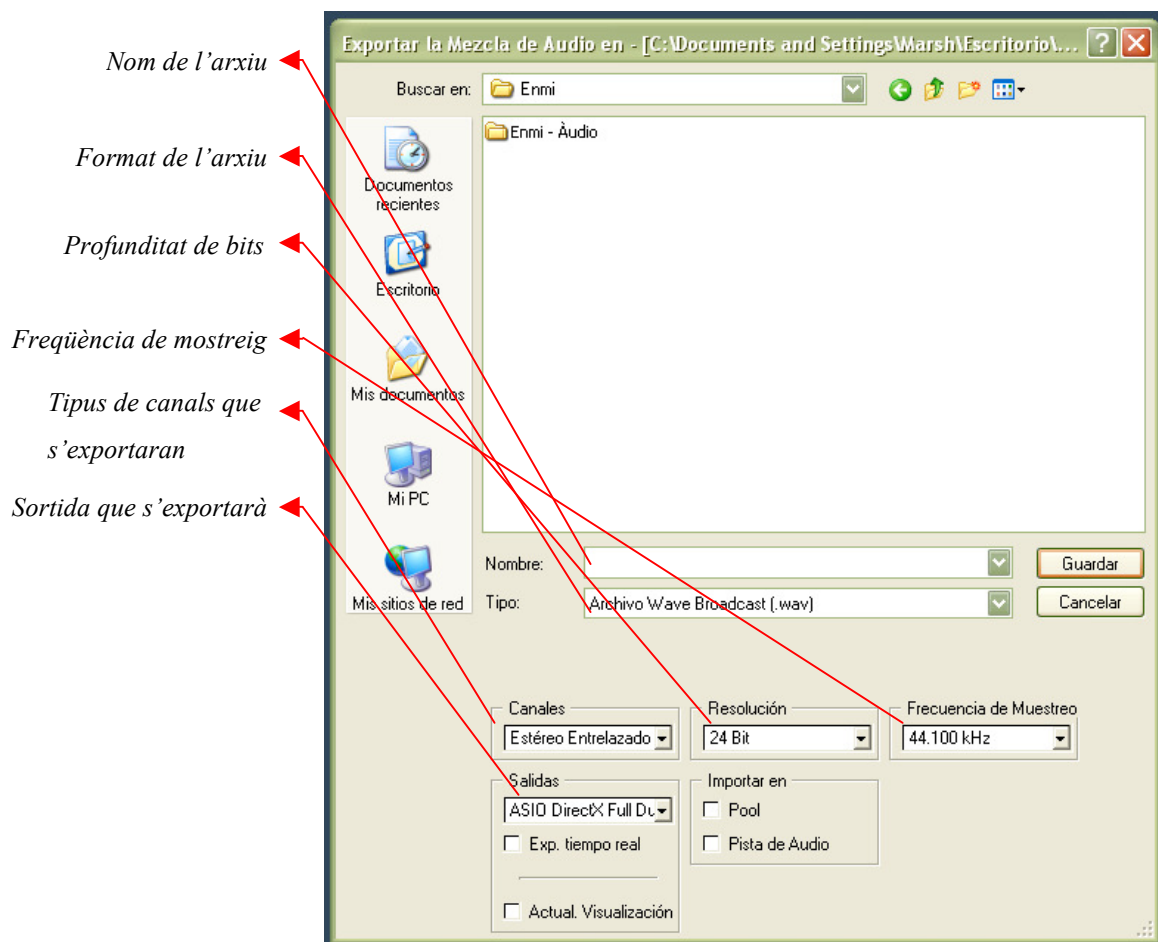 Nom de l’arxiu
Format de l’arxiu
Profunditat de bits
Freqüència de mostreig
Tipus de canals que
s’exportaran
Sortida que s’exportarà
Exportar la Mezcla de Audio en - [C:\Documents and Settings\Marsh\Escritorio\...
Buscar en:
Enmi
Enmi - Àudio
Documentos
recientes
Escritorio
Mis documentos
Mi PC
Mis sitios de red
Nombre:
Guardar
Tipo:
Archivo Wave Broadcast (.wav)
Cancelar
Canales
Estéreo Entrelazado
Resolución
24 Bit
Frecuencia de Muestreo
44.100 kHz
Salidas
ASIO DirectX Full Du
Exp. tiempo real
Actual. Visualización
Importar en
Pool
Pista de Audio